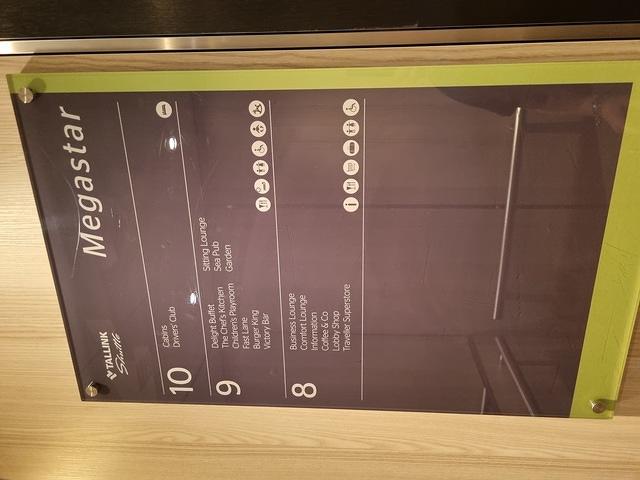 TALLINK
Shuttle
Megastar
10
Cabins
Drivers' Club
9
Delight Buffet
The Chef's Kitchen
Children's Playroom
Fast Lane
Burger King
Victory Bar
Sitting Lounge
Sea Pub
Garden
8
Business Lounge
Comfort Lounge
Information
Coffee & Co
Lobby Shop
Traveller Superstore